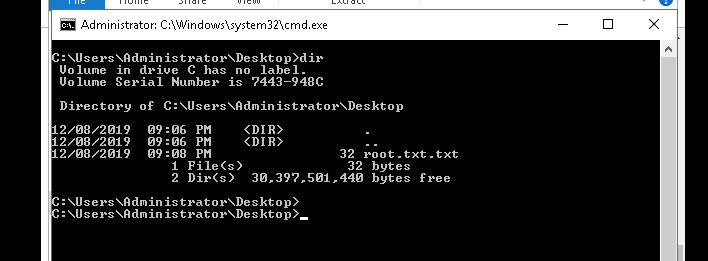 File Home Share View Extract
Administrator: C:\Windows\system32\cmd.exe
C:\Users\Administrator\Desktop>dir
 Volume in drive C has no label.
 Volume Serial Number is 7443-948C

 Directory of C:\Users\Administrator\Desktop

12/08/2019  09:06 PM    <DIR>          .
12/08/2019  09:06 PM    <DIR>          ..
12/08/2019  09:08 PM                32 root.txt.txt
               1 File(s)             32 bytes
               2 Dir(s)  30,397,501,440 bytes free

C:\Users\Administrator\Desktop>
C:\Users\Administrator\Desktop>